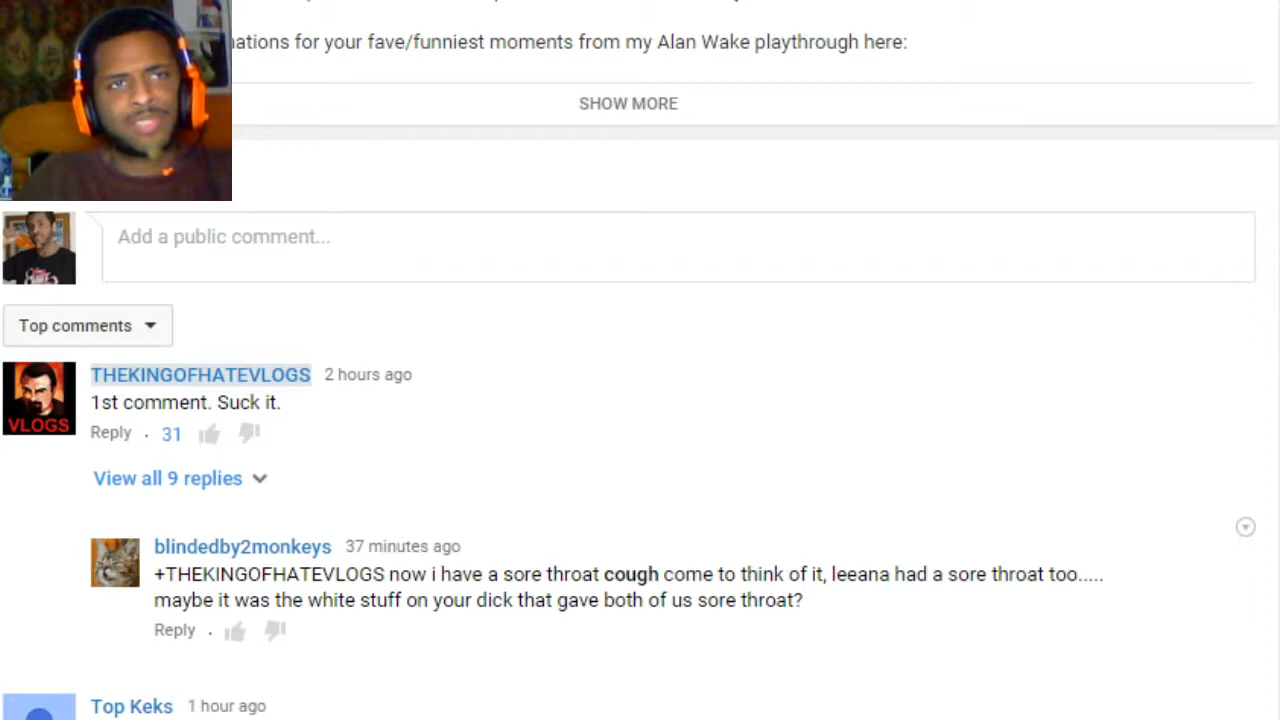 nations for your fave/funniest moments from my Alan Wake playthrough here:
SHOW MORE
Add a public comment...
Top comments
THEKINGOFHATEVLOGS 2 hours ago
1st comment. Suck it.
VLOGS
Reply . 31
View all 9 replies
blindedby2monkeys 37 minutes ago
+THEKINGOFHATEVLOGS now i have a sore throat cough come to think of it, leeana had a sore throat too.....
maybe it was the white stuff on your dick that gave both of us sore throat?
Reply .
Top Keks 1 hour ago